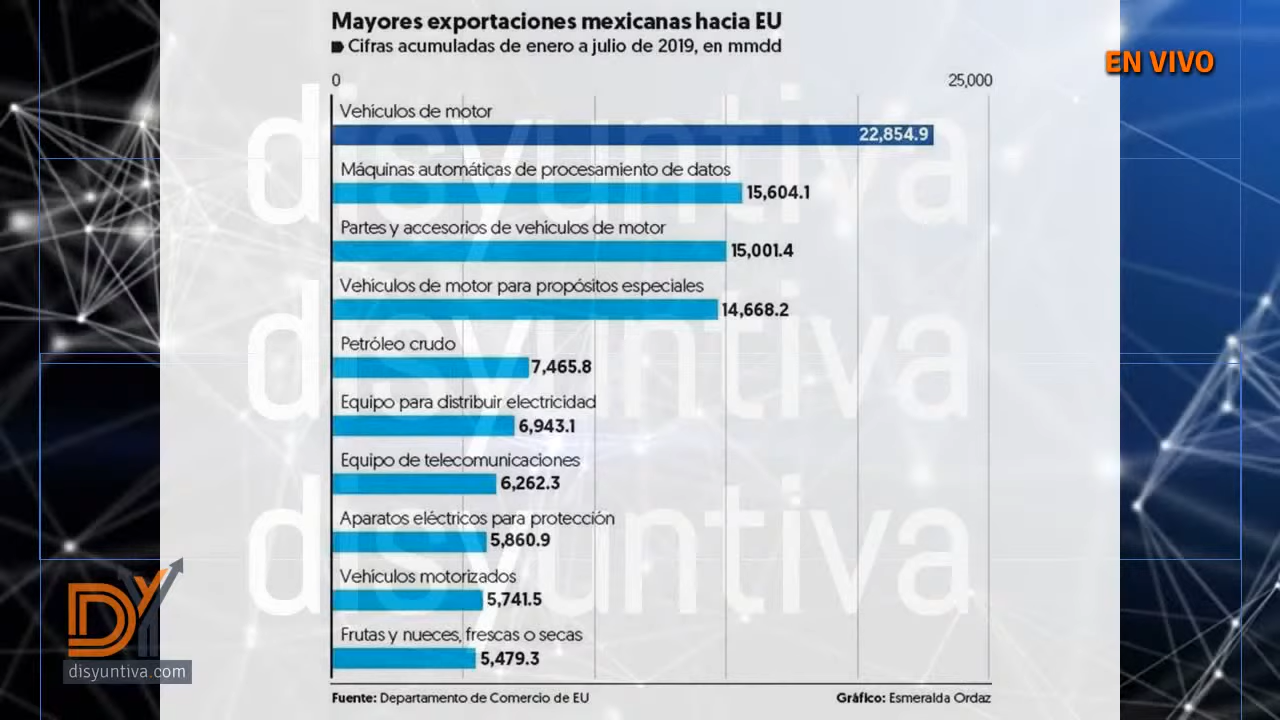 Mayores exportaciones mexicanas hacia EU
Cifras acumuladas de enero a julio de 2019, en mmdd
EN VIVO
0
25,000
Vehículos de motor
22,854.9
Máquinas automáticas de procesamiento de datos
15,604.1
Partes y accesorios de vehículos de motor
15,001.4
Vehículos de motor para propósitos especiales
14,668.2
Petróleo crudo
7,465.8
Equipo para distribuir electricidad
6,943.1
Equipo de telecomunicaciones
6,262.3
Aparatos eléctricos para protección
5,860.9
Vehículos motorizados
5,741.5
Frutas y nueces, frescas o secas
5,479.3
Fuente: Departamento de Comercio de EU
Gráfico: Esmeralda Ordaz
disyuntiva
disyuntiva
disyuntiva
DY
disyuntiva.com